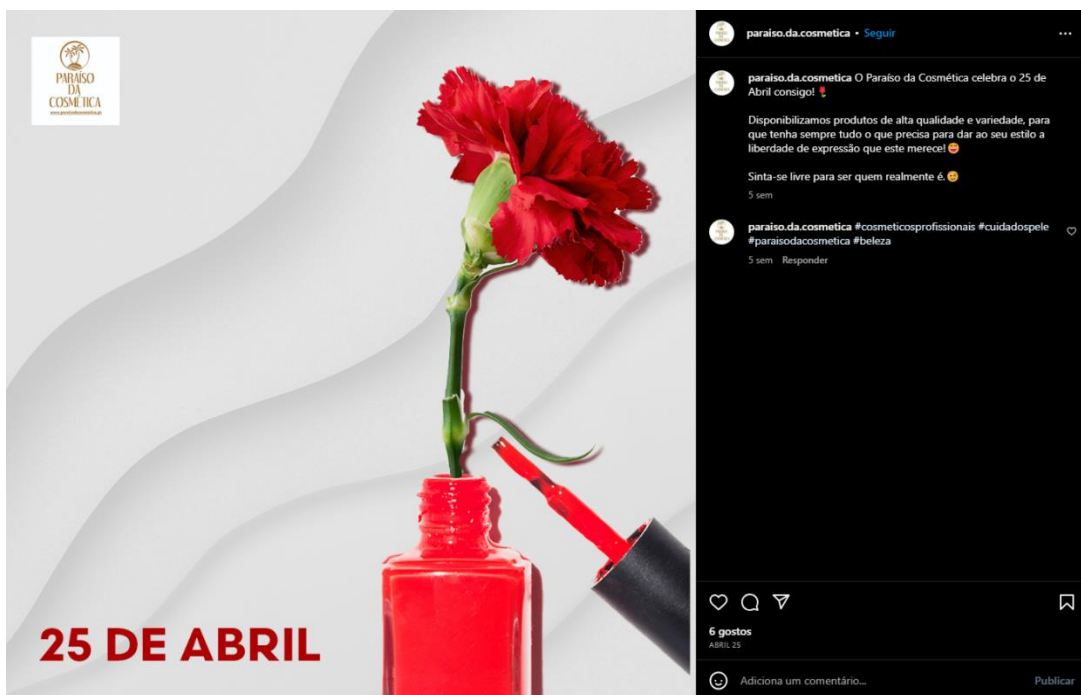 PARAÍSO
DA
COSMÉTICA
www.paraisodacosmetica.pt
25 DE ABRIL
paraiso.da.cosmetica • Seguir
paraiso.da.cosmetica O Paraíso da Cosmética celebra o 25 de
Abril consigo!
Disponibilizamos produtos de alta qualidade e variedade, para
que tenha sempre tudo o que precisa para dar ao seu estilo a
liberdade de expressão que este merece!
Sinta-se livre para ser quem realmente é.
5 sem
paraiso.da.cosmetica #cosmeticosprofissionais #cuidadospele
#paraisodacosmetica #beleza
5 sem Responder
6 gostos
ABRIL 25
Adiciona um comentário...
Publicar